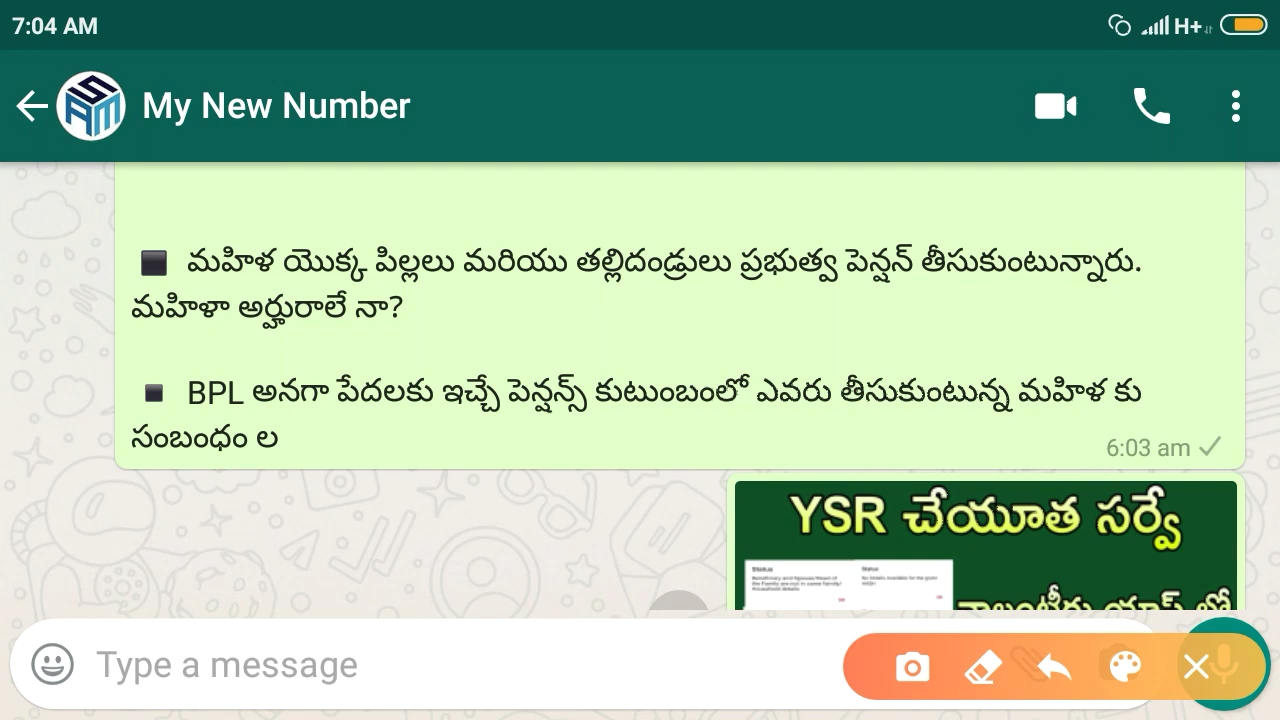 7:04 AM
H+
My New Number
మహిళ యొక్క పిల్లలు మరియు తల్లిదండ్రులు ప్రభుత్వ పెన్షన్ తీసుకుంటున్నారు.
మహిళా అర్హురాలే నా?
BPL అనగా పేదలకు ఇచ్చే పెన్షన్స్ కుటుంబంలో ఎవరు తీసుకుంటున్న మహిళ కు
సంబంధం ల
6:03 am
YSR చేయూత సర్వే
Status
Status
Type a message